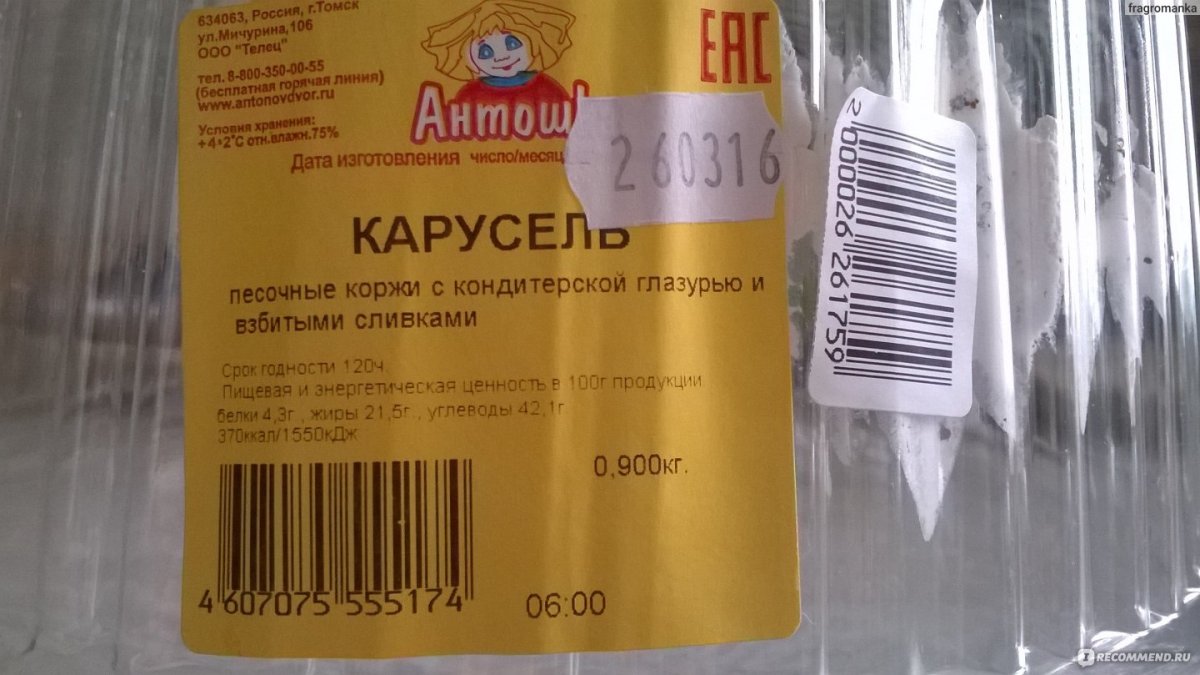 fragromanka
634063, Россия, г.Томск
ул.Мичурина,106
ООО "Телец"
тел. 8-800-350-00-55
(бесплатная горячая линия)
www.antonovdvor.ru
Условия хранения:
+4±2°С отн.влажн.75%
Антош
ЕАС
Дата изготовления число/месяц
260316
КАРУСЕЛЬ
песочные коржи с кондитерской глазурью и
взбитыми сливками
Срок годности 120ч.
Пищевая и энергетическая ценность в 100г продукции
белки 4,3г., жиры 21,5г., углеводы 42,1г
370ккал/1550кДж
0,900кг.
4 607075 555174
06:00
2 000026 261759
RECOMMEND.RU